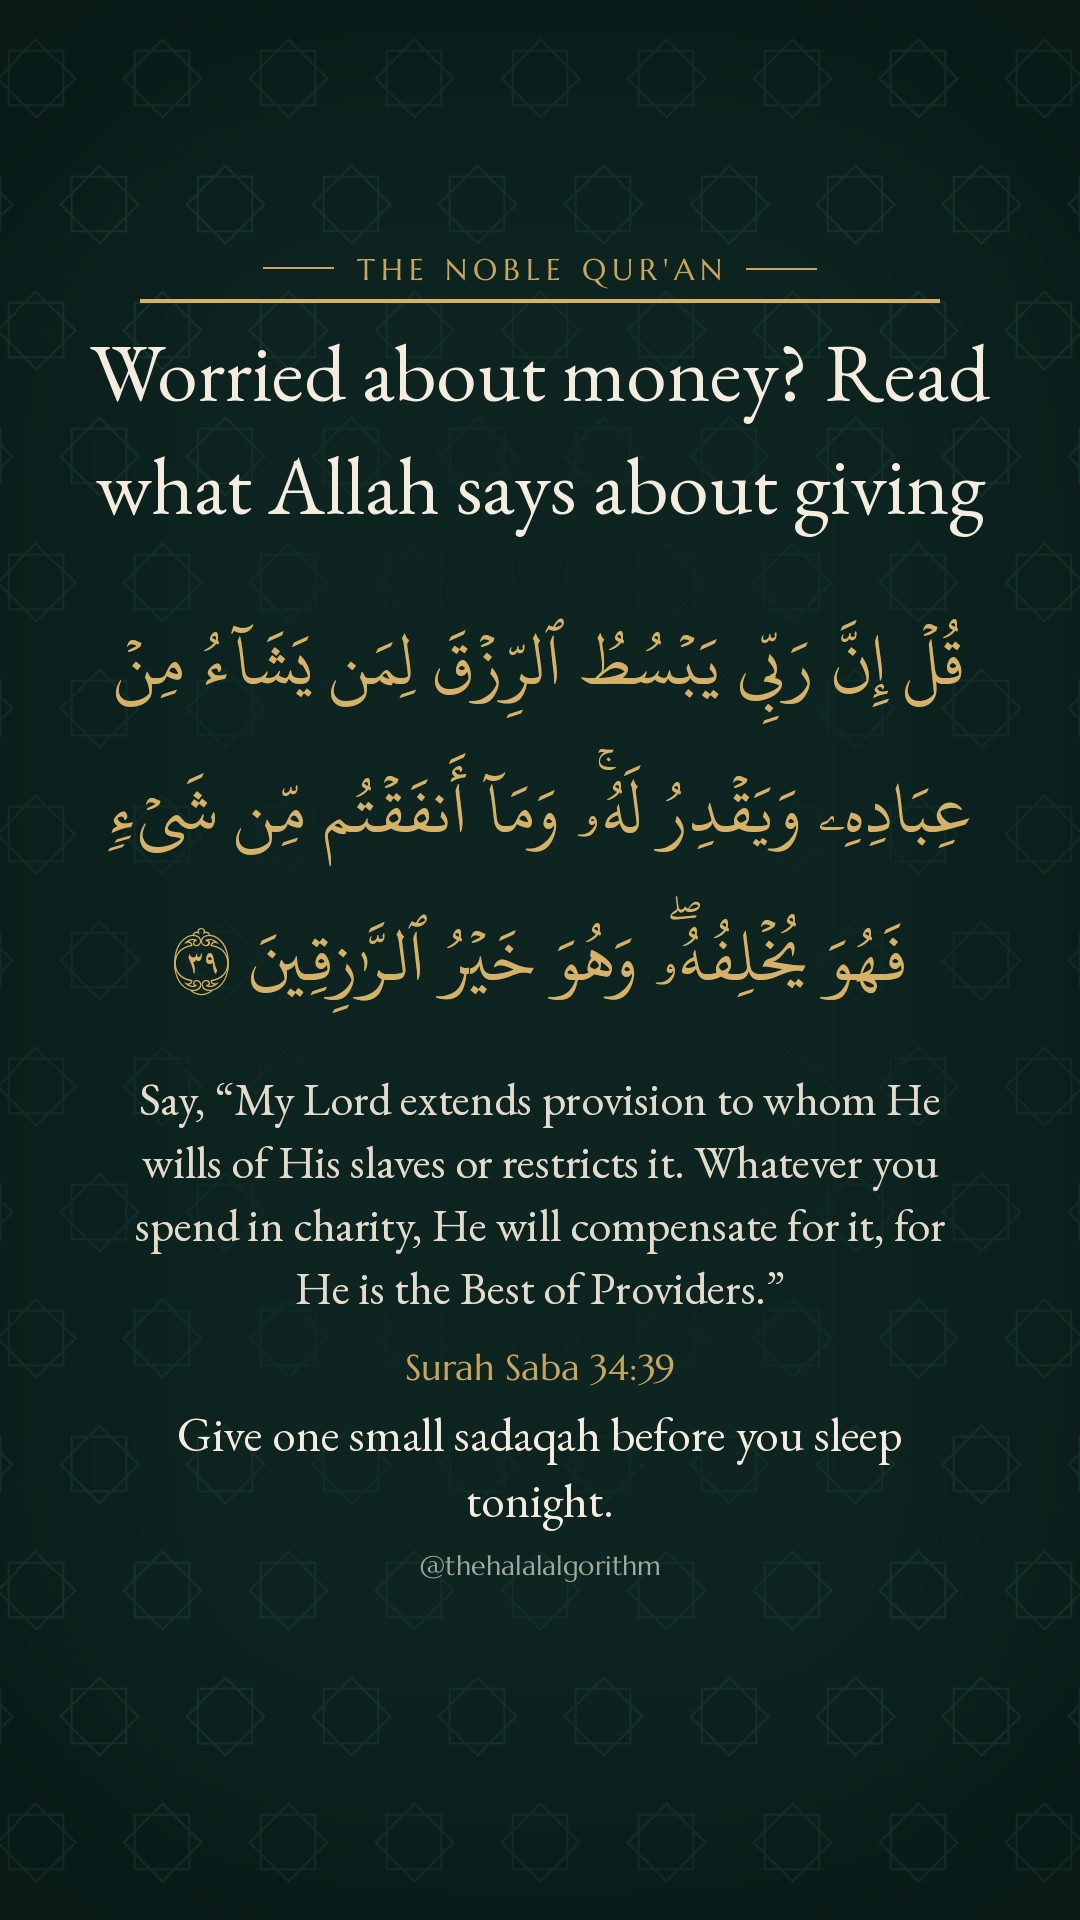 THE NOBLE QUR'AN
Worried about money? Read
what Allah says about giving
قُلْ إِنَّ رَبِّى يَبْسُطُ ٱلرِّزْقَ لِمَن يَشَآءُ مِنْ
عِبَادِهِۦ وَيَقْدِرُ لَهُۥ ۚ وَمَآ أَنفَقْتُم مِّن شَىْءٍ
فَهُوَ يُخْلِفُهُۥ ۖ وَهُوَ خَيْرُ ٱلرَّٰزِقِينَ ٣٩
Say, “My Lord extends provision to whom He
wills of His slaves or restricts it. Whatever you
spend in charity, He will compensate for it, for
He is the Best of Providers.”
Surah Saba 34:39
Give one small sadaqah before you sleep
tonight.
@thehalalalgorithm